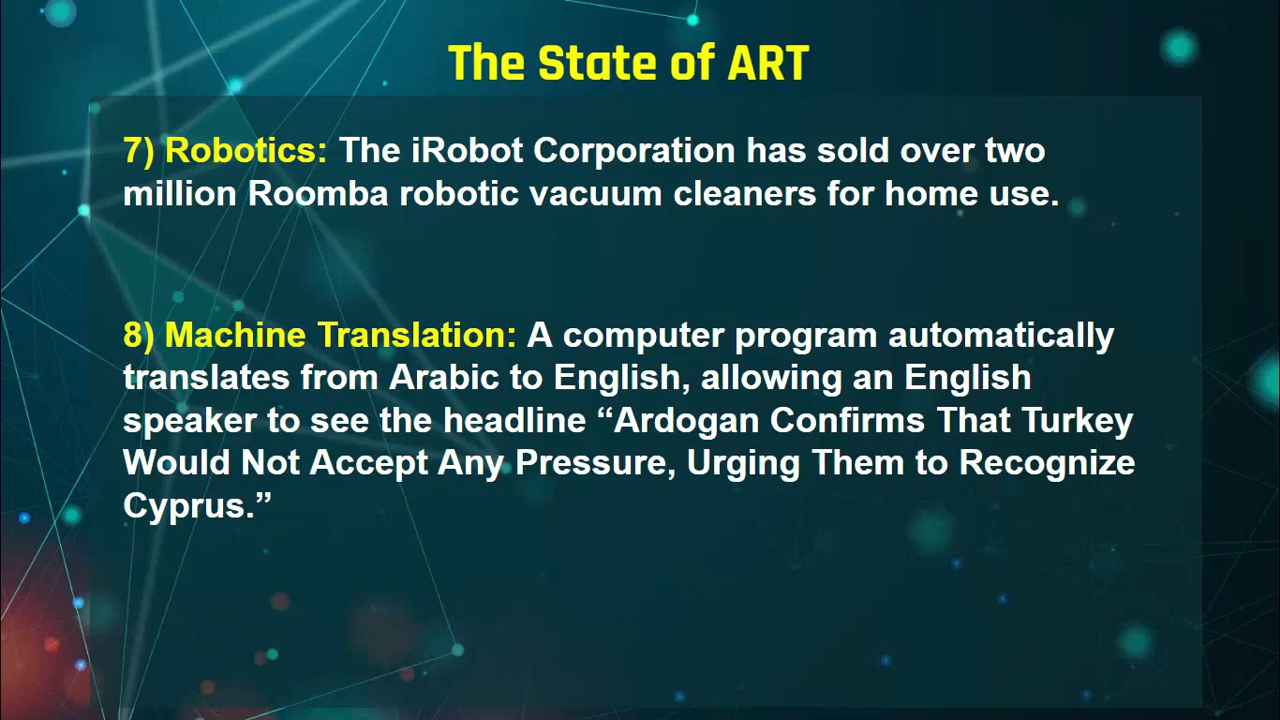 The State of ART
7) Robotics: The iRobot Corporation has sold over two
million Roomba robotic vacuum cleaners for home use.
8) Machine Translation: A computer program automatically
translates from Arabic to English, allowing an English
speaker to see the headline “Ardogan Confirms That Turkey
Would Not Accept Any Pressure, Urging Them to Recognize
Cyprus.”